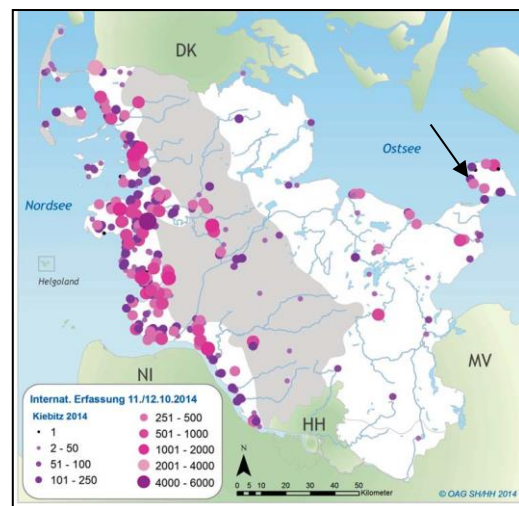 DK
Ostsee
Nordsee
Helgoland
NI
MV
HH
Internat. Erfassung 11./12.10.2014
Kiebitz 2014
1
2 - 50
51 - 100
101 - 250
251 - 500
501 - 1000
1001 - 2000
2001 - 4000
4000 - 6000
N
0 5 10 20 30 40 50
Kilometer
© OAG SH/HH 2014